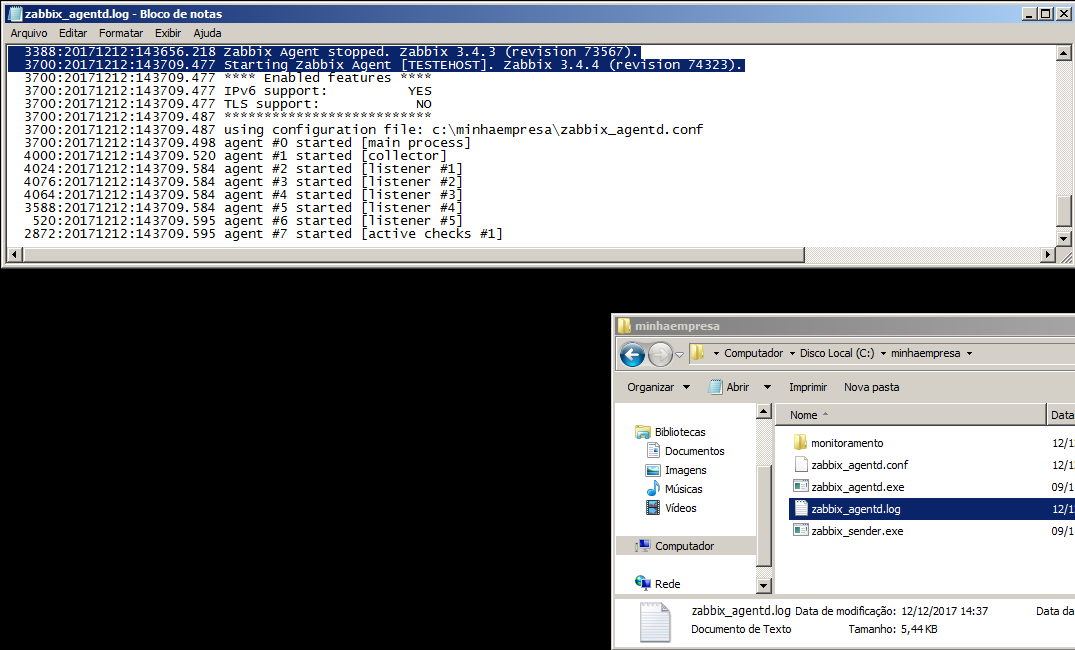 zabbix_agentd.log - Bloco de notas
Arquivo Editar Formatar Exibir Ajuda
3388:20171212:143656.218 Zabbix Agent stopped. Zabbix 3.4.3 (revision 73567).
3700:20171212:143709.477 Starting Zabbix Agent [TESTEHOST]. Zabbix 3.4.4 (revision 74323).
3700:20171212:143709.477 **** Enabled features ****
3700:20171212:143709.477 IPv6 support:          YES
3700:20171212:143709.477 TLS support:            NO
3700:20171212:143709.487 **************************
3700:20171212:143709.487 using configuration file: c:\minhaempresa\zabbix_agentd.conf
3700:20171212:143709.498 agent #0 started [main process]
4000:20171212:143709.520 agent #1 started [collector]
4024:20171212:143709.584 agent #2 started [listener #1]
4076:20171212:143709.584 agent #3 started [listener #2]
4064:20171212:143709.584 agent #4 started [listener #3]
3588:20171212:143709.584 agent #5 started [listener #4]
520:20171212:143709.595 agent #6 started [listener #5]
2872:20171212:143709.595 agent #7 started [active checks #1]
minhaempresa
Computador Disco Local (C:) minhaempresa
Organizar Abrir Imprimir Nova pasta
Bibliotecas
Documentos
Imagens
Músicas
Vídeos
Computador
Rede
Nome Data
monitoramento 12/1
zabbix_agentd.conf 12/1
zabbix_agentd.exe 09/1
zabbix_agentd.log 12/1
zabbix_sender.exe 09/1
zabbix_agentd.log Data de modificação: 12/12/2017 14:37 Data da
Documento de Texto Tamanho: 5,44 KB